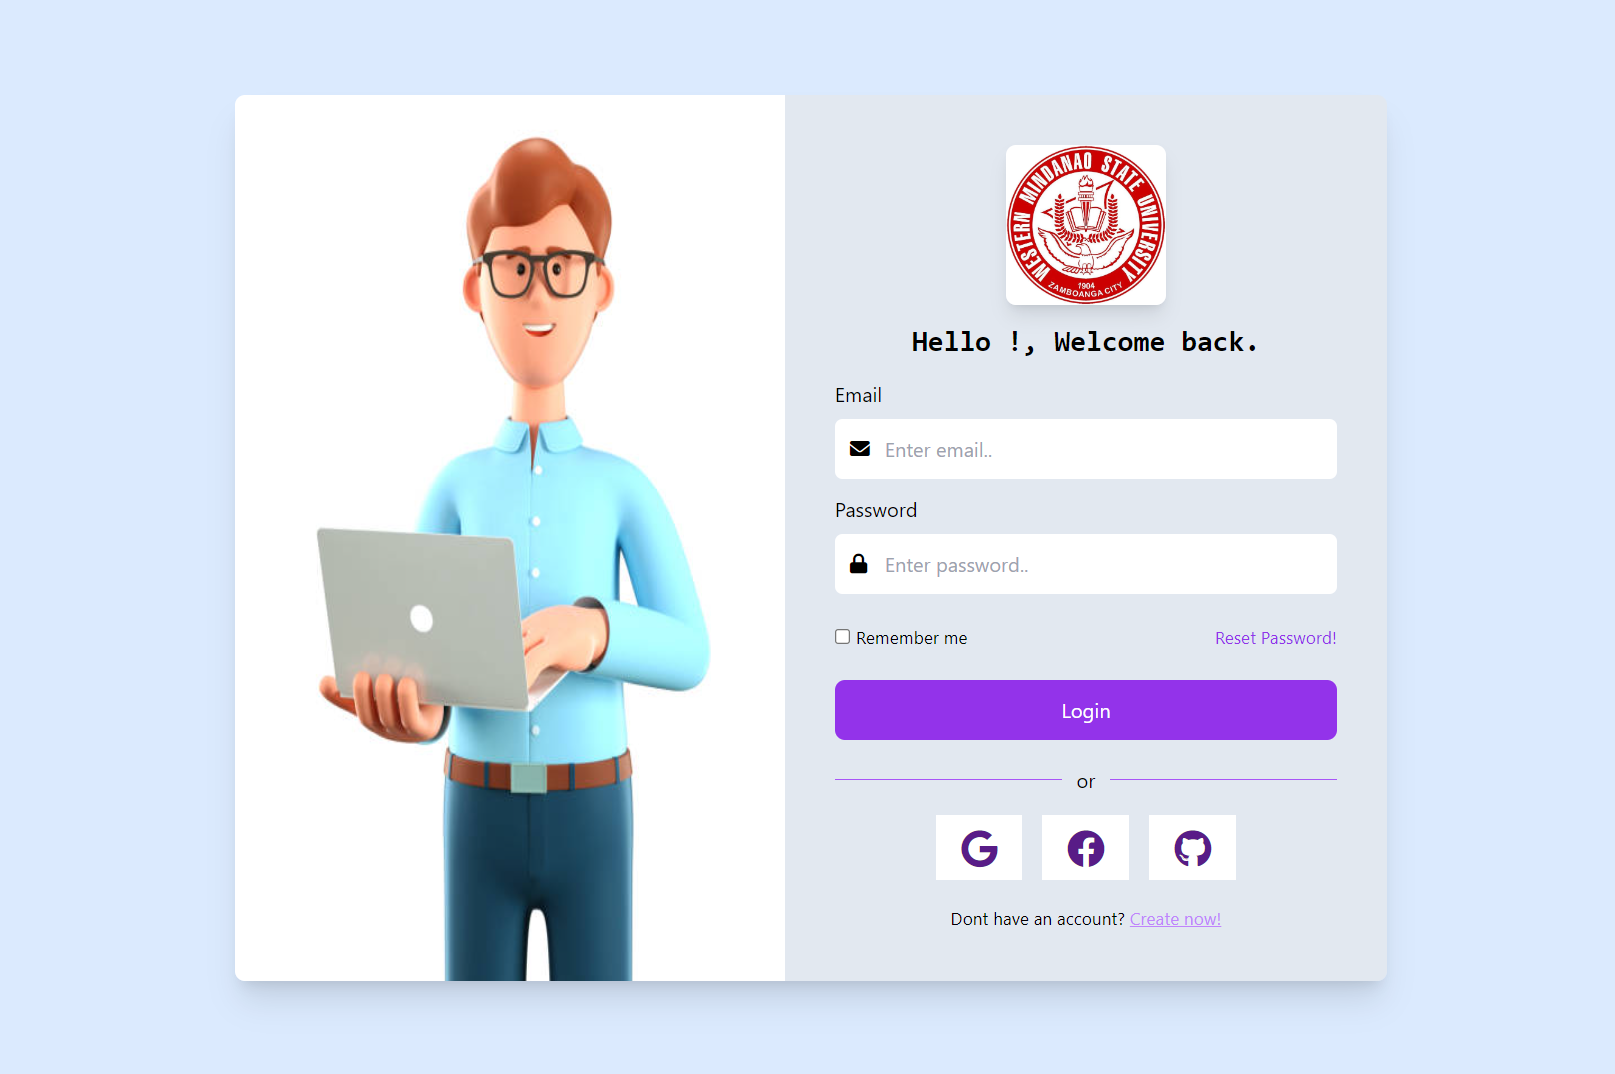 WESTERN MINDANAO STATE UNIVERSITY
1904
ZAMBOANGA CITY
Hello !, Welcome back.
Email
Enter email..
Password
Enter password..
Remember me
Reset Password!
Login
or
Dont have an account? Create now!